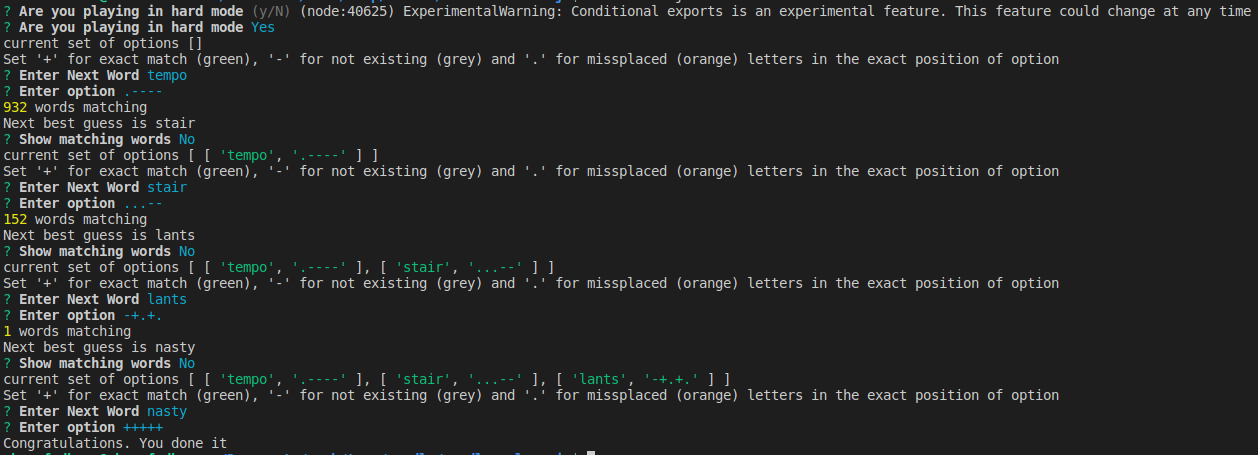 ? Are you playing in hard mode (y/N) (node:40625) ExperimentalWarning: Conditional exports is an experimental feature. This feature could change at any time
? Are you playing in hard mode Yes
current set of options []
Set '+' for exact match (green), '-' for not existing (grey) and '.' for missplaced (orange) letters in the exact position of option
? Enter Next Word tempo
? Enter option .----
932 words matching
Next best guess is stair
? Show matching words No
current set of options [ [ 'tempo', '.----' ] ]
Set '+' for exact match (green), '-' for not existing (grey) and '.' for missplaced (orange) letters in the exact position of option
? Enter Next Word stair
? Enter option ...--
152 words matching
Next best guess is lants
? Show matching words No
current set of options [ [ 'tempo', '.----' ], [ 'stair', '...--' ] ]
Set '+' for exact match (green), '-' for not existing (grey) and '.' for missplaced (orange) letters in the exact position of option
? Enter Next Word lants
? Enter option -+.+.
1 words matching
Next best guess is nasty
? Show matching words No
current set of options [ [ 'tempo', '.----' ], [ 'stair', '...--' ], [ 'lants', '-+.+.' ] ]
Set '+' for exact match (green), '-' for not existing (grey) and '.' for missplaced (orange) letters in the exact position of option
? Enter Next Word nasty
? Enter option +++++
Congratulations. You done it